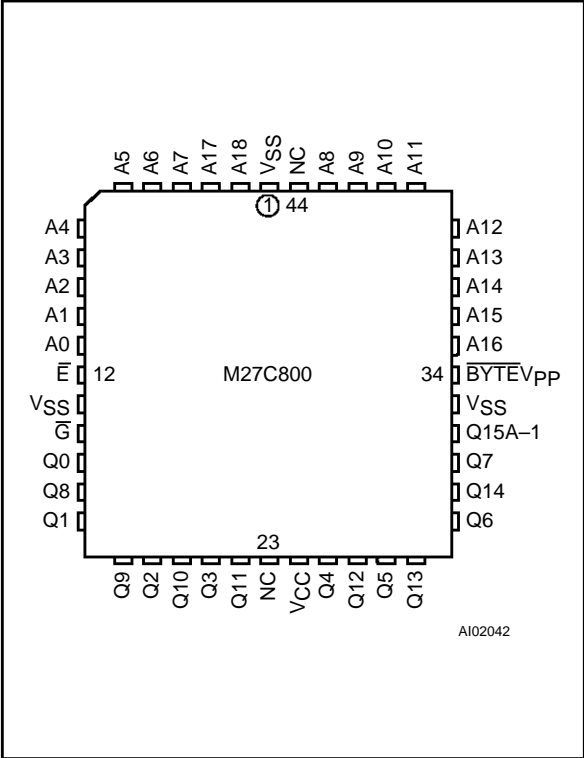 A5 A6 A7 A17 A18 VSS NC A8 A9 A10 A11
1 44
A4 A12
A3 A13
A2 A14
A1 A15
A0 A16
E̅ 12 M27C800 34 B̅Y̅T̅E̅VPP
VSS VSS
G̅ Q15A–1
Q0 Q7
Q8 Q14
Q1 Q6
23
Q9 Q2 Q10 Q3 Q11 NC VCC Q4 Q12 Q5 Q13
AI02042